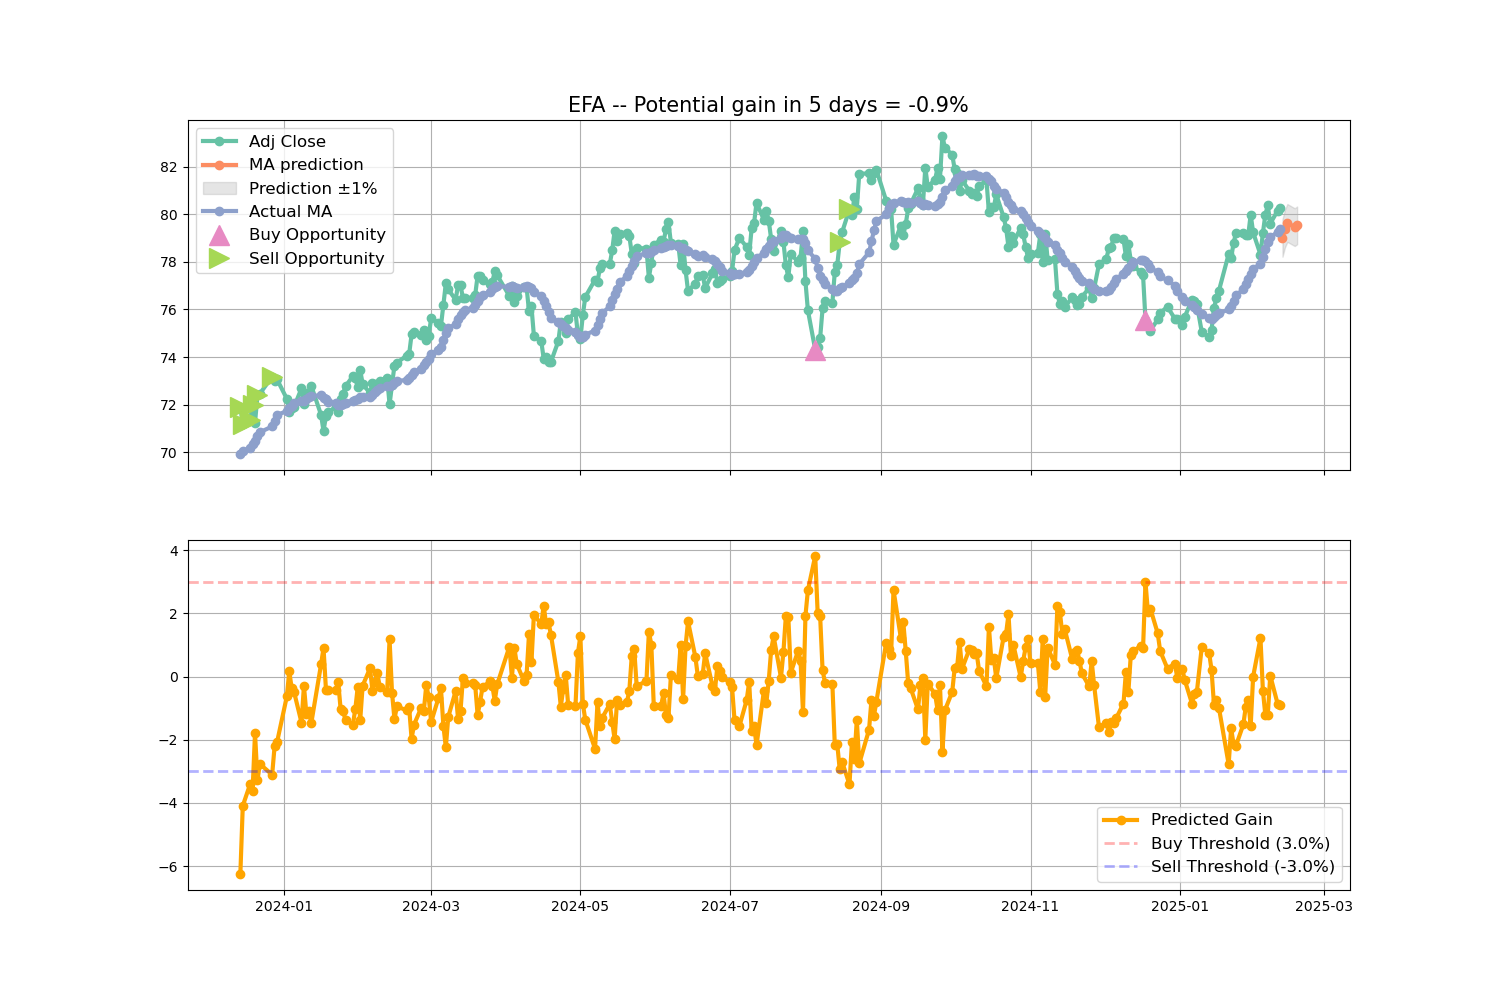 EFA -- Potential gain in 5 days = -0.9%
Adj Close
MA prediction
Prediction ±1%
Actual MA
Buy Opportunity
Sell Opportunity
82
80
78
76
74
72
70
4
2
0
−2
−4
−6
Predicted Gain
Buy Threshold (3.0%)
Sell Threshold (-3.0%)
2024-01 2024-03 2024-05 2024-07 2024-09 2024-11 2025-01 2025-03